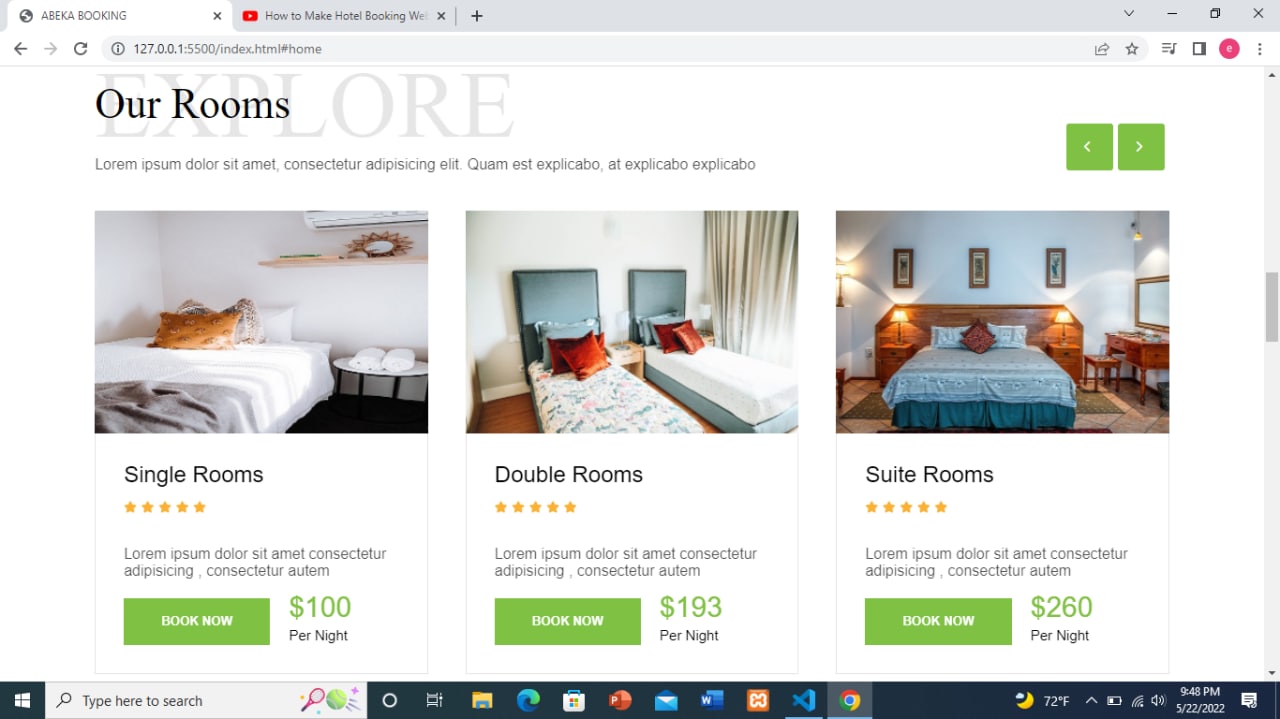 ABEKA BOOKING
How to Make Hotel Booking Web
127.0.0.1:5500/index.html#home
e
EXPLORE
Our Rooms
Lorem ipsum dolor sit amet, consectetur adipisicing elit. Quam est explicabo, at explicabo explicabo
Single Rooms
Lorem ipsum dolor sit amet consectetur
adipisicing , consectetur autem
BOOK NOW
$100
Per Night
Double Rooms
Lorem ipsum dolor sit amet consectetur
adipisicing , consectetur autem
BOOK NOW
$193
Per Night
Suite Rooms
Lorem ipsum dolor sit amet consectetur
adipisicing , consectetur autem
BOOK NOW
$260
Per Night
Type here to search
72°F
9:48 PM
5/22/2022